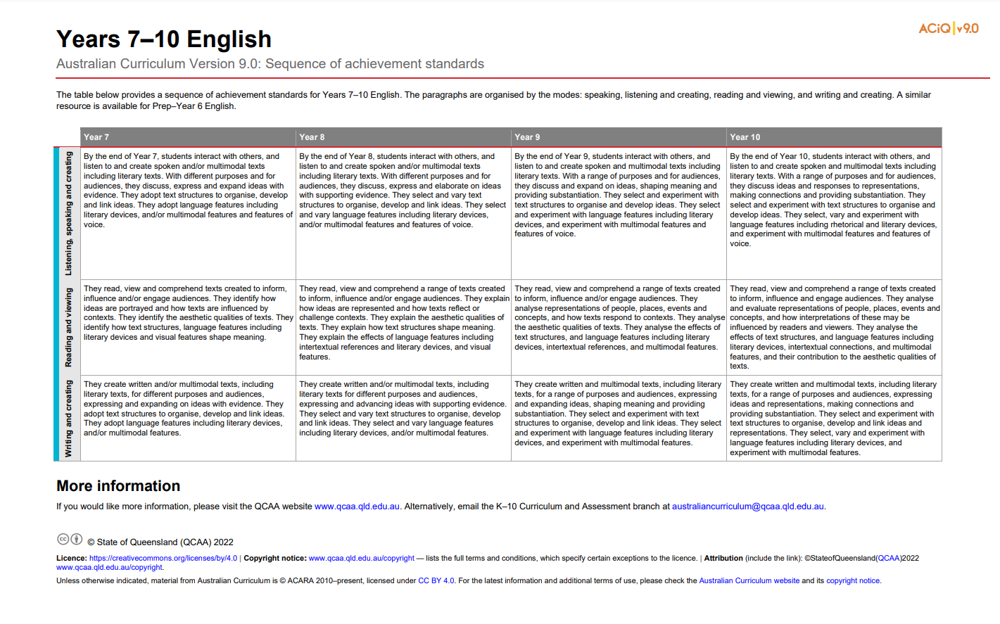 Years 7–10 English
ACiQ v9.0
Australian Curriculum Version 9.0: Sequence of achievement standards
The table below provides a sequence of achievement standards for Years 7–10 English. The paragraphs are organised by the modes: speaking, listening and creating, reading and viewing, and writing and creating. A similar
resource is available for Prep–Year 6 English.
Year 7
Year 8
Year 9
Year 10
Listening, speaking and creating
By the end of Year 7, students interact with others, and
listen to and create spoken and/or multimodal texts
including literary texts. With different purposes and for
audiences, they discuss, express and expand ideas with
evidence. They adopt text structures to organise, develop
and link ideas. They adopt language features including
literary devices, and/or multimodal features and features of
voice.
By the end of Year 8, students interact with others, and
listen to and create spoken and/or multimodal texts
including literary texts. With different purposes and for
audiences, they discuss, express and elaborate on ideas
with supporting evidence. They select and vary text
structures to organise, develop and link ideas. They select
and vary language features including literary devices,
and/or multimodal features and features of voice.
By the end of Year 9, students interact with others, and
listen to and create spoken and multimodal texts including
literary texts. With a range of purposes and for audiences,
they discuss and expand on ideas, shaping meaning and
providing substantiation. They select and experiment with
text structures to organise and develop ideas. They select
and experiment with language features including literary
devices, and experiment with multimodal features and
features of voice.
By the end of Year 10, students interact with others, and
listen to and create spoken and multimodal texts including
literary texts. With a range of purposes and for audiences,
they discuss ideas and responses to representations,
making connections and providing substantiation. They
select and experiment with text structures to organise and
develop ideas. They select, vary and experiment with
language features including rhetorical and literary devices,
and experiment with multimodal features and features of
voice.
Reading and viewing
They read, view and comprehend texts created to inform,
influence and/or engage audiences. They identify how
ideas are portrayed and how texts are influenced by
contexts. They identify the aesthetic qualities of texts. They
identify how text structures, language features including
literary devices and visual features shape meaning.
They read, view and comprehend a range of texts created
to inform, influence and/or engage audiences. They explain
how ideas are represented and how texts reflect or
challenge contexts. They explain the aesthetic qualities of
texts. They explain how text structures shape meaning.
They explain the effects of language features including
intertextual references and literary devices, and visual
features.
They read, view and comprehend a range of texts created
to inform, influence and/or engage audiences. They
analyse representations of people, places, events and
concepts, and how texts respond to contexts. They analyse
the aesthetic qualities of texts. They analyse the effects of
text structures, and language features including literary
devices, intertextual references, and multimodal features.
They read, view and comprehend a range of texts created
to inform, influence and engage audiences. They analyse
and evaluate representations of people, places, events and
concepts, and how interpretations of these may be
influenced by readers and viewers. They analyse the
effects of text structures, and language features including
literary devices, intertextual connections, and multimodal
features, and their contribution to the aesthetic qualities of
texts.
Writing and creating
They create written and/or multimodal texts, including
literary texts, for different purposes and audiences,
expressing and expanding on ideas with evidence. They
adopt text structures to organise, develop and link ideas.
They adopt language features including literary devices,
and/or multimodal features.
They create written and/or multimodal texts, including
literary texts for different purposes and audiences,
expressing and advancing ideas with supporting evidence.
They select and vary text structures to organise, develop
and link ideas. They select and vary language features
including literary devices, and/or multimodal features.
They create written and multimodal texts, including literary
texts, for a range of purposes and audiences, expressing
and expanding ideas, shaping meaning and providing
substantiation. They select and experiment with text
structures to organise, develop and link ideas. They select
and experiment with language features including literary
devices, and experiment with multimodal features.
They create written and multimodal texts, including literary
texts, for a range of purposes and audiences, expressing
ideas and representations, making connections and
providing substantiation. They select and experiment with
text structures to organise, develop and link ideas and
representations. They select, vary and experiment with
language features including literary devices, and
experiment with multimodal features.
More information
If you would like more information, please visit the QCAA website www.qcaa.qld.edu.au. Alternatively, email the K–10 Curriculum and Assessment branch at australiancurriculum@qcaa.qld.edu.au.
cc © State of Queensland (QCAA) 2022
Licence: https://creativecommons.org/licenses/by/4.0 | Copyright notice: www.qcaa.qld.edu.au/copyright — lists the full terms and conditions, which specify certain exceptions to the licence. | Attribution (include the link): ©StateofQueensland(QCAA)2022
www.qcaa.qld.edu.au/copyright.
Unless otherwise indicated, material from Australian Curriculum is © ACARA 2010–present, licensed under CC BY 4.0. For the latest information and additional terms of use, please check the Australian Curriculum website and its copyright notice.